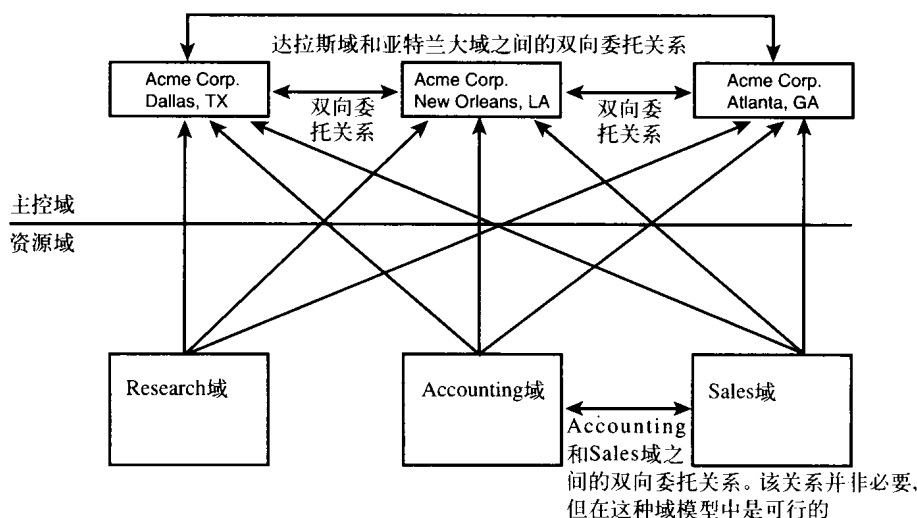 达拉斯域和亚特兰大域之间的双向委托关系
Acme Corp.
Dallas, TX
双向委
托关系
Acme Corp.
New Orleans, LA
双向委
托关系
Acme Corp.
Atlanta, GA
主控域
资源域
Research域
Accounting域
Sales域
Accounting
和Sales域之
间的双向委托关系。该关系并非必要,
但在这种域模型中是可行的